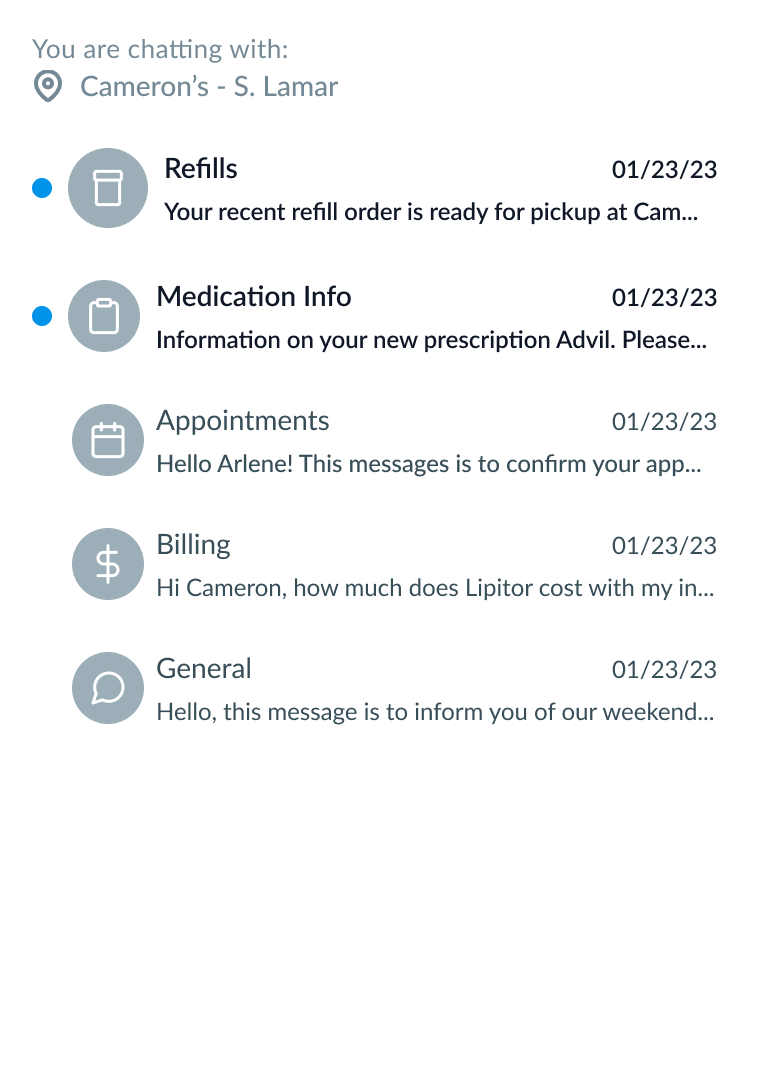 You are chatting with:
Cameron’s - S. Lamar
Refills 01/23/23
Your recent refill order is ready for pickup at Cam...
Medication Info 01/23/23
Information on your new prescription Advil. Please...
Appointments 01/23/23
Hello Arlene! This messages is to confirm your app...
Billing 01/23/23
Hi Cameron, how much does Lipitor cost with my in...
General 01/23/23
Hello, this message is to inform you of our weekend...